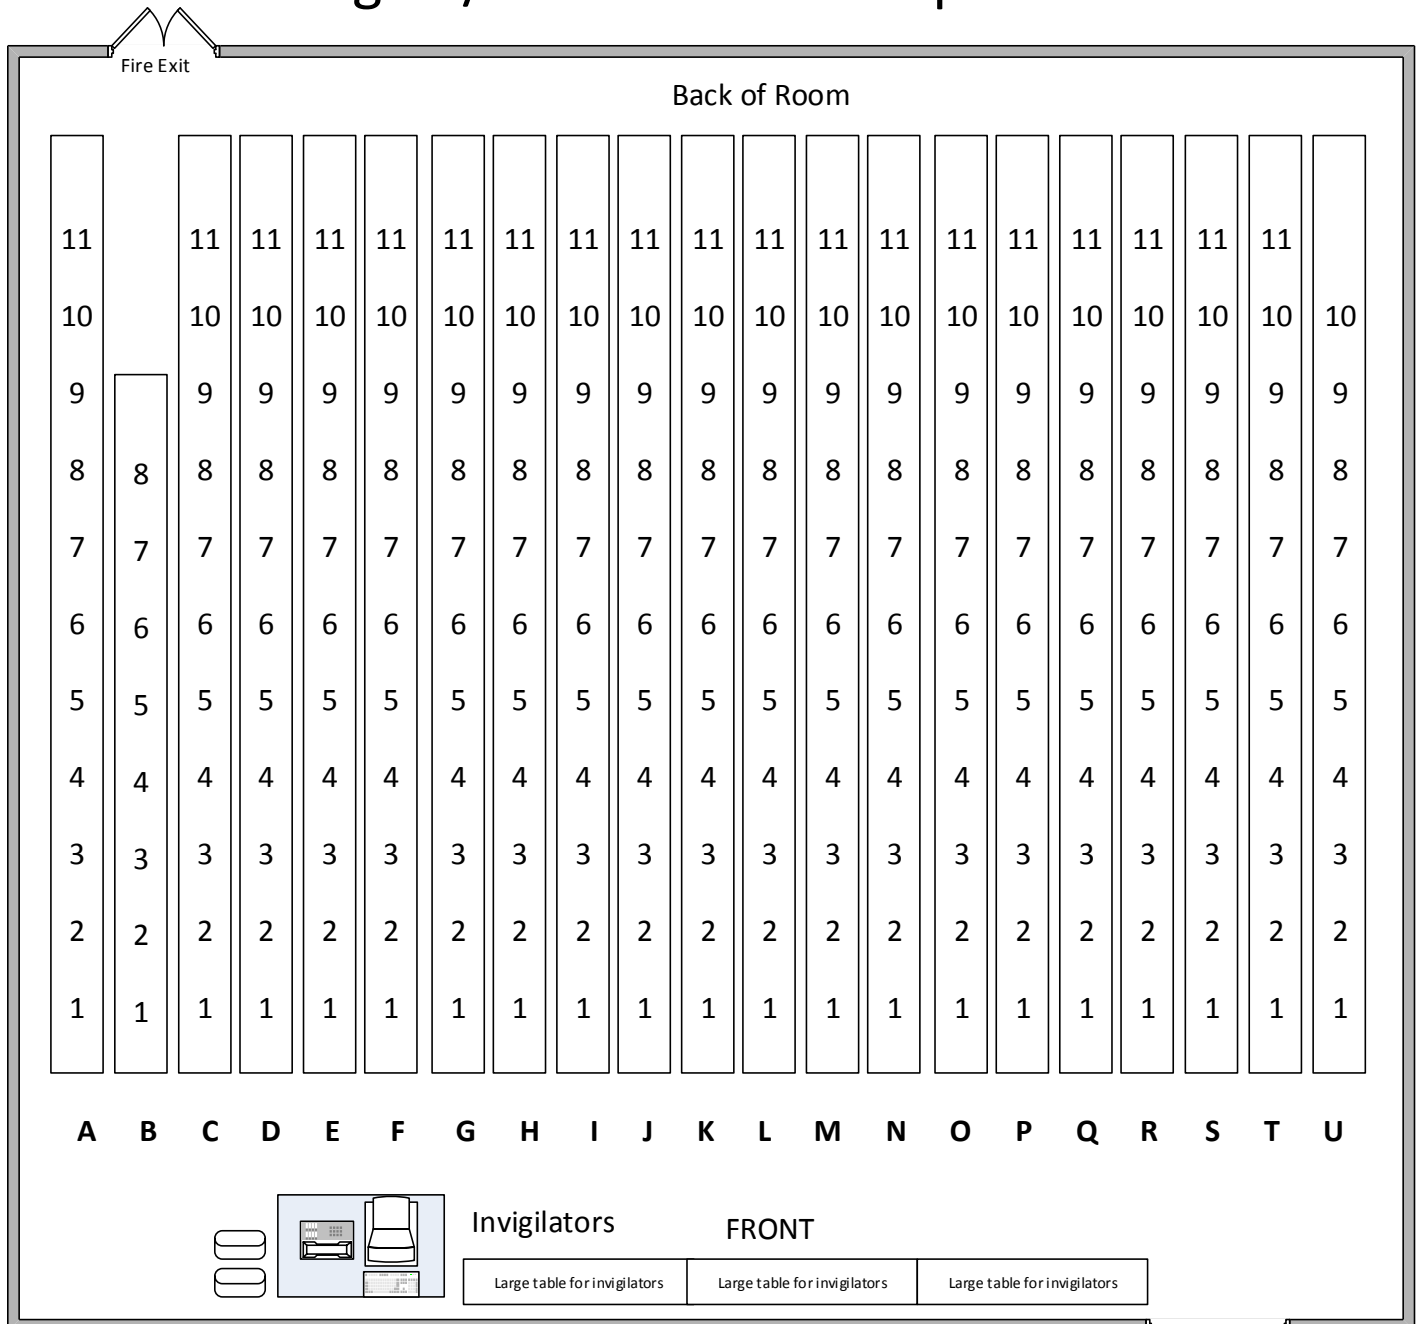 Fire Exit
Back of Room
11 11 11 11 11 11 11 11 11 11 11 11 11 11 11 11 11 11 11
10 10 10 10 10 10 10 10 10 10 10 10 10 10 10 10 10 10 10 10
9 9 9 9 9 9 9 9 9 9 9 9 9 9 9 9 9 9 9 9
8 8 8 8 8 8 8 8 8 8 8 8 8 8 8 8 8 8 8 8 8
7 7 7 7 7 7 7 7 7 7 7 7 7 7 7 7 7 7 7 7 7
6 6 6 6 6 6 6 6 6 6 6 6 6 6 6 6 6 6 6 6 6
5 5 5 5 5 5 5 5 5 5 5 5 5 5 5 5 5 5 5 5 5
4 4 4 4 4 4 4 4 4 4 4 4 4 4 4 4 4 4 4 4 4
3 3 3 3 3 3 3 3 3 3 3 3 3 3 3 3 3 3 3 3 3
2 2 2 2 2 2 2 2 2 2 2 2 2 2 2 2 2 2 2 2 2
1 1 1 1 1 1 1 1 1 1 1 1 1 1 1 1 1 1 1 1 1
A B C D E F G H I J K L M N O P Q R S T U
Invigilators FRONT
Large table for invigilators Large table for invigilators Large table for invigilators